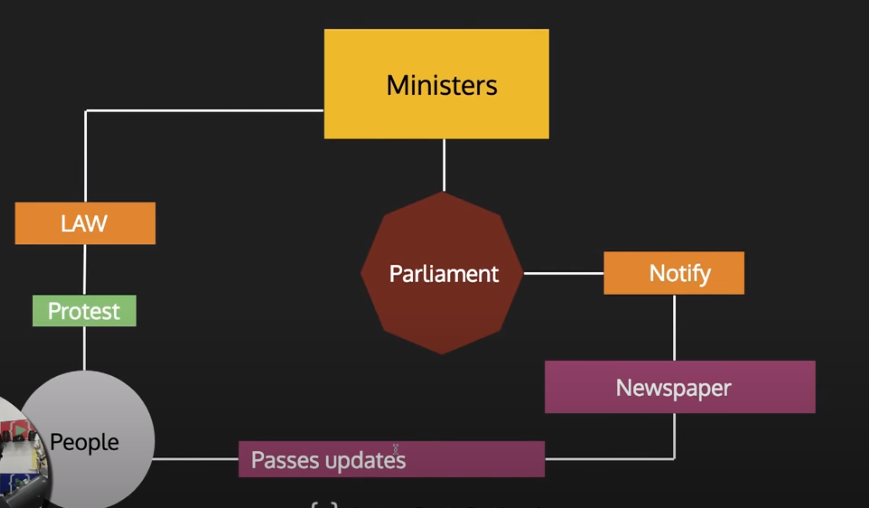 Ministers
LAW
Parliament
Notify
Protest
Newspaper
People
Passes updates